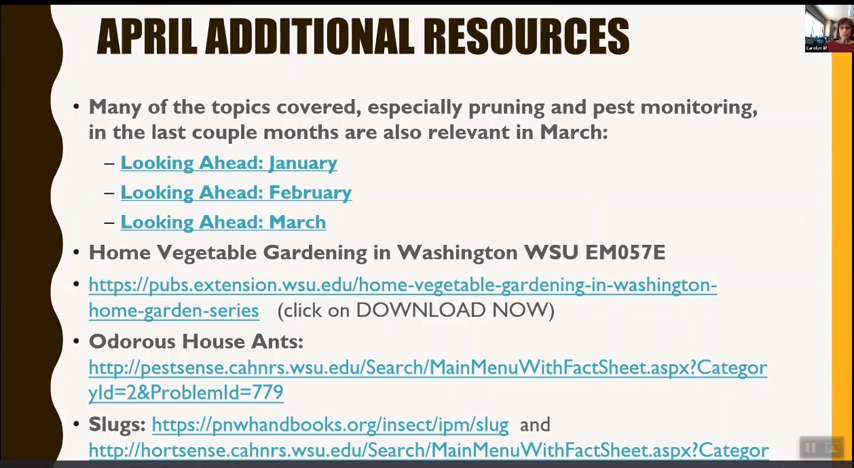 APRIL ADDITIONAL RESOURCES
• Many of the topics covered, especially pruning and pest monitoring,
in the last couple months are also relevant in March:
– Looking Ahead: January
– Looking Ahead: February
– Looking Ahead: March
• Home Vegetable Gardening in Washington WSU EM057E
• https://pubs.extension.wsu.edu/home-vegetable-gardening-in-washington-
home-garden-series (click on DOWNLOAD NOW)
• Odorous House Ants:
http://pestsense.cahnrs.wsu.edu/Search/MainMenuWithFactSheet.aspx?Categor
yId=2&ProblemId=779
• Slugs: https://pnwhandbooks.org/insect/ipm/slug and
http://hortsense.cahnrs.wsu.edu/Search/MainMenuWithFactSheet.aspx?Categor